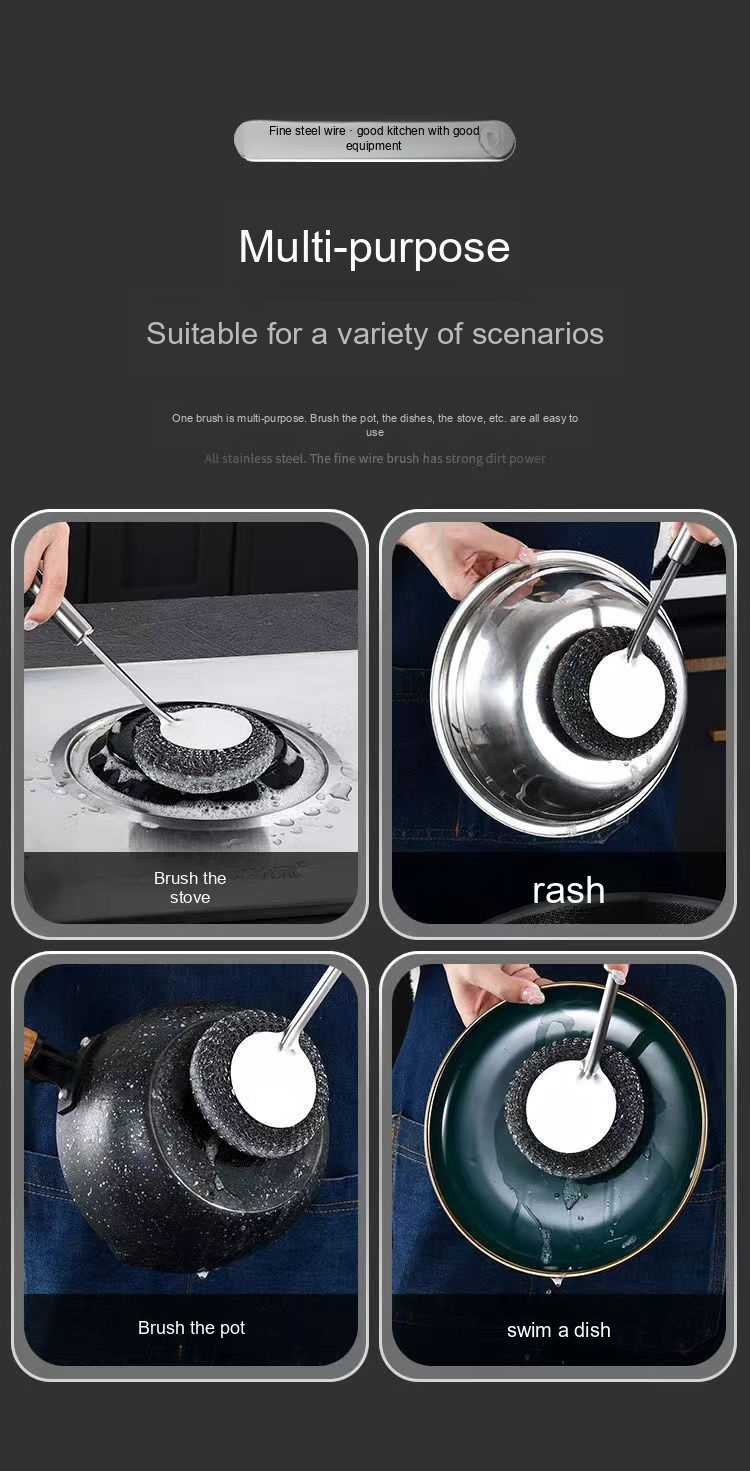 Fine steel wire · good kitchen with good
equipment
Multi-purpose
Suitable for a variety of scenarios
One brush is multi-purpose. Brush the pot, the dishes, the stove, etc. are all easy to
use
All stainless steel. The fine wire brush has strong dirt power
Brush the
stove
rash
Brush the pot
swim a dish